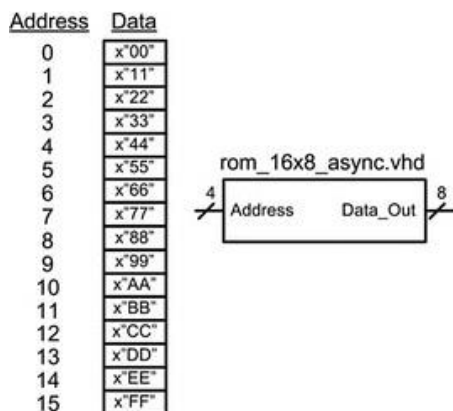 Address Data
0 x"00"
1 x"11"
2 x"22"
3 x"33"
4 x"44"
5 x"55"
6 x"66"
7 x"77"
8 x"88"
9 x"99"
10 x"AA"
11 x"BB"
12 x"CC"
13 x"DD"
14 x"EE"
15 x"FF"
rom_16x8_async.vhd
4 8
Address Data_Out